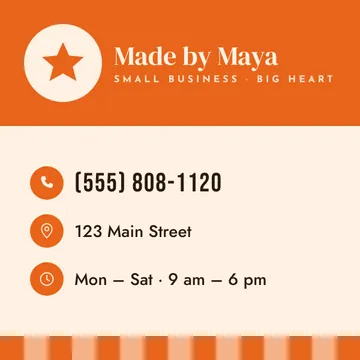 Made by Maya
SMALL BUSINESS · BIG HEART
(555) 808-1120
123 Main Street
Mon – Sat · 9 am – 6 pm